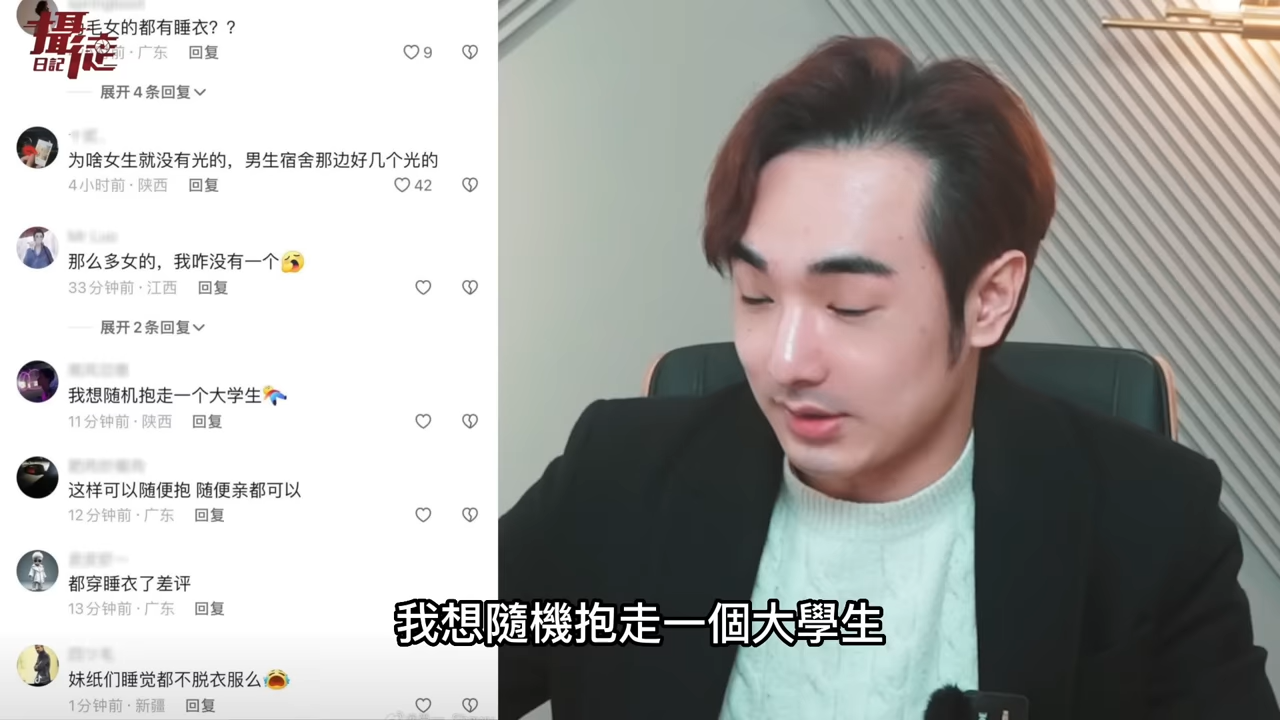 攝徒
日記
毛女的都有睡衣？？
前·广东 回复
9
展开4条回复
为啥女生就没有光的，男生宿舍那边好几个光的
4小时前·陕西 回复
42
那么多女的，我咋没有一个
33分钟前·江西 回复
展开2条回复
我想随机抱走一个大学生
11分钟前·陕西 回复
这样可以随便抱 随便亲都可以
12分钟前·广东 回复
都穿睡衣了差评
13分钟前·广东 回复
我想隨機抱走一個大學生
妹纸们睡觉都不脱衣服么
1分钟前·新疆 回复